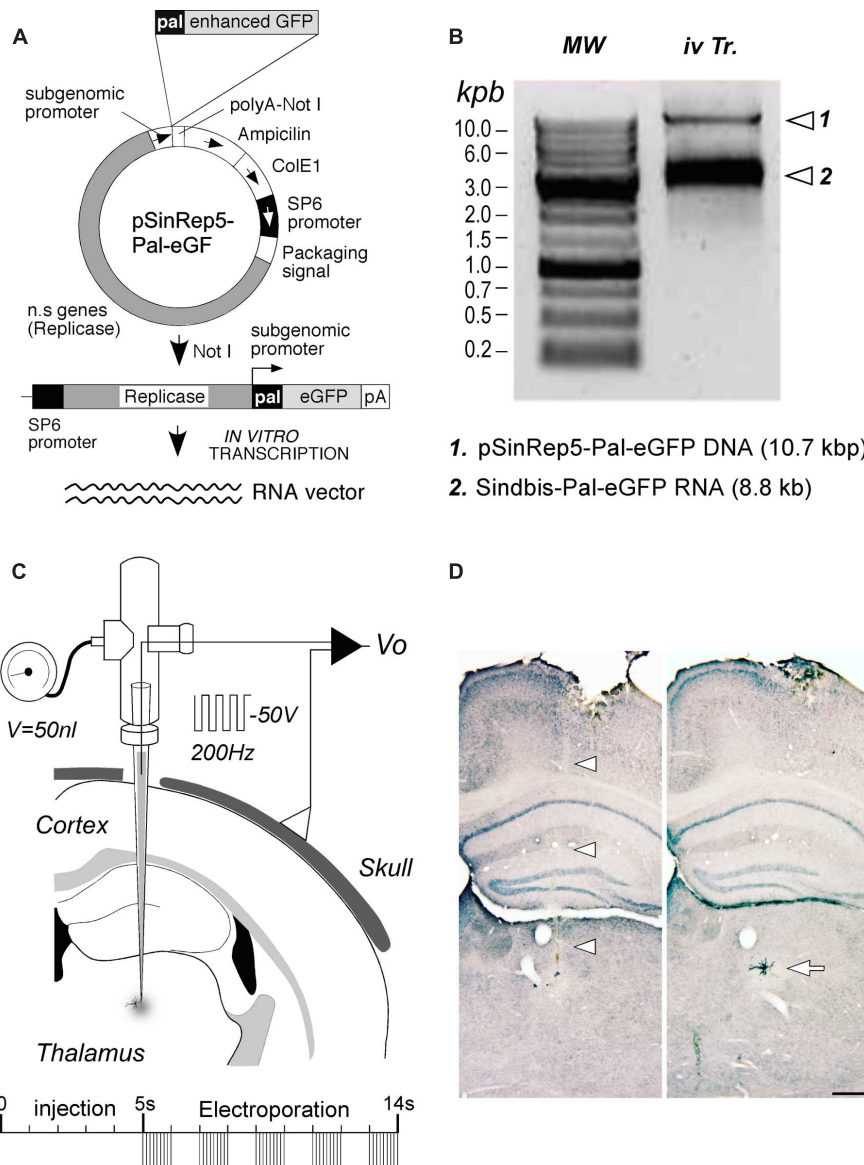 A
pal enhanced GFP
subgenomic
promoter
polyA-Not I
Ampicilin
ColE1
SP6
promoter
Packaging
signal
pSinRep5-
Pal-eGF
n.s genes
(Replicase)
Not I
subgenomic
promoter
Replicase pal eGFP pA
SP6
promoter
IN VITRO
TRANSCRIPTION
RNA vector
B
MW iv Tr.
kpb
10.0
6.0
3.0
2.0
1.5
1.0
0.7
0.5
0.2
1
2
1. pSinRep5-Pal-eGFP DNA (10.7 kbp)
2. Sindbis-Pal-eGFP RNA (8.8 kb)
C
Vo
V=50nl
-50V
200Hz
Cortex
Skull
Thalamus
0 injection 5s Electroporation 14s
D